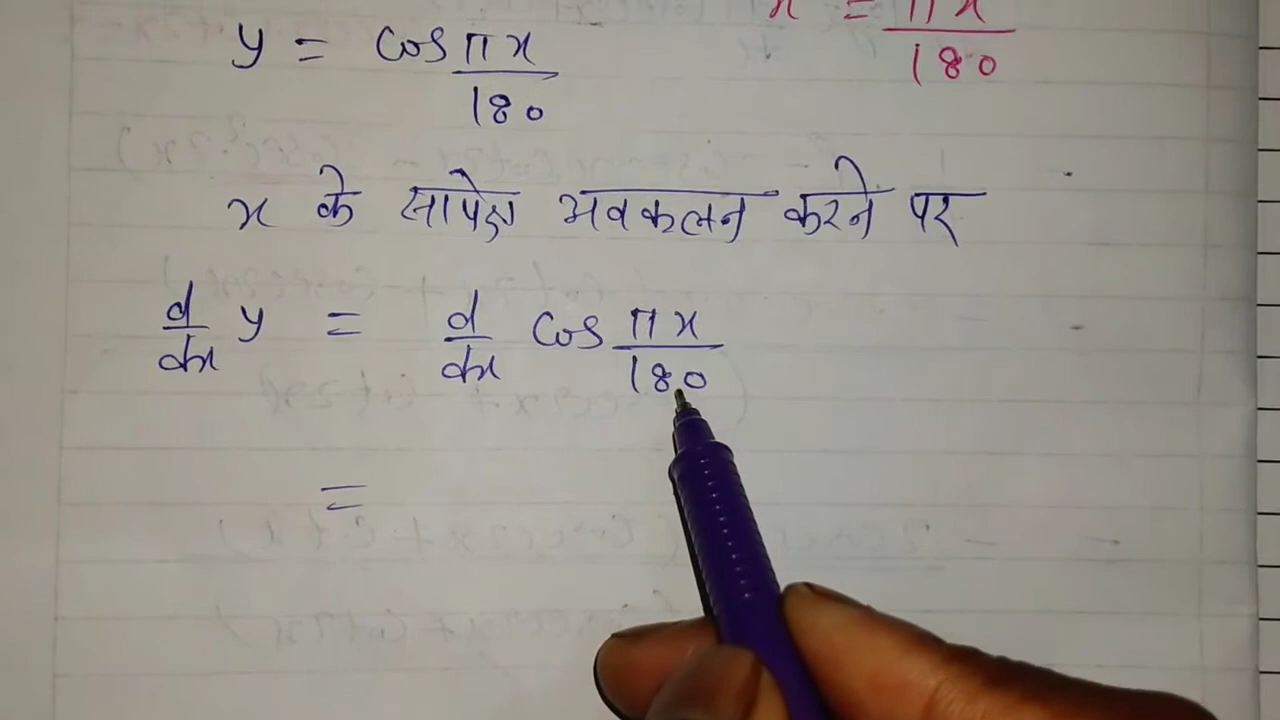 x = πx/180
y = cos πx/180
x के सापेक्ष अवकलन करने पर
d/dx y = d/dx cos πx/180
=